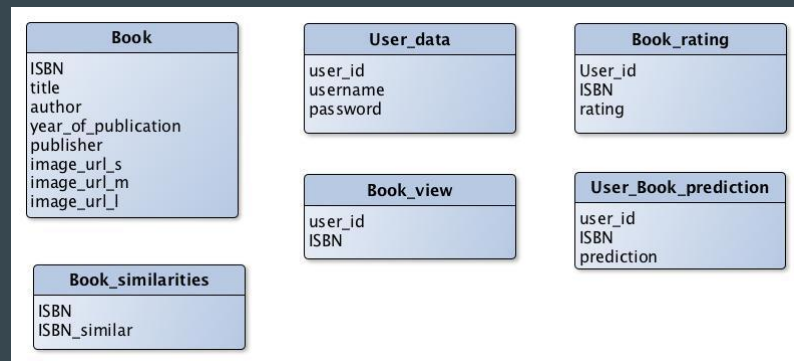 Book
ISBN
title
author
year_of_publication
publisher
image_url_s
image_url_m
image_url_l
User_data
user_id
username
password
Book_rating
User_id
ISBN
rating
Book_view
user_id
ISBN
User_Book_prediction
user_id
ISBN
prediction
Book_similarities
ISBN
ISBN_similar